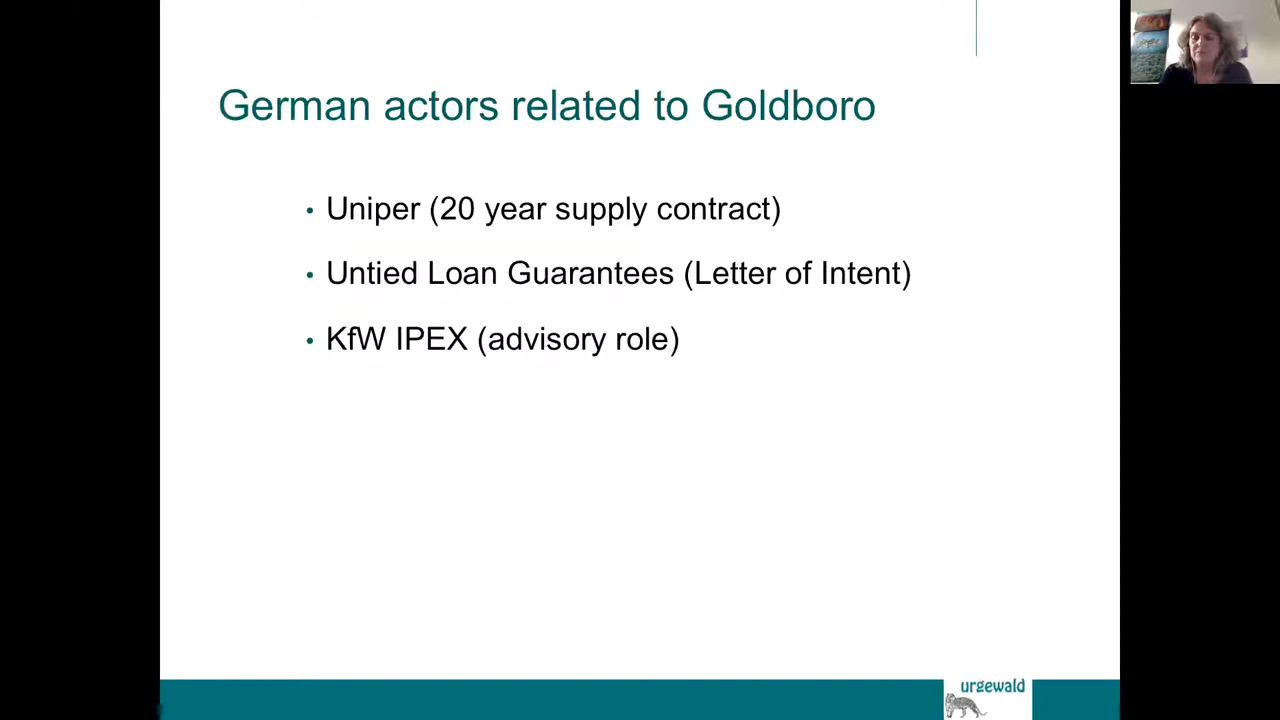 German actors related to Goldboro
• Uniper (20 year supply contract)
• Untied Loan Guarantees (Letter of Intent)
• KfW IPEX (advisory role)
urgewald